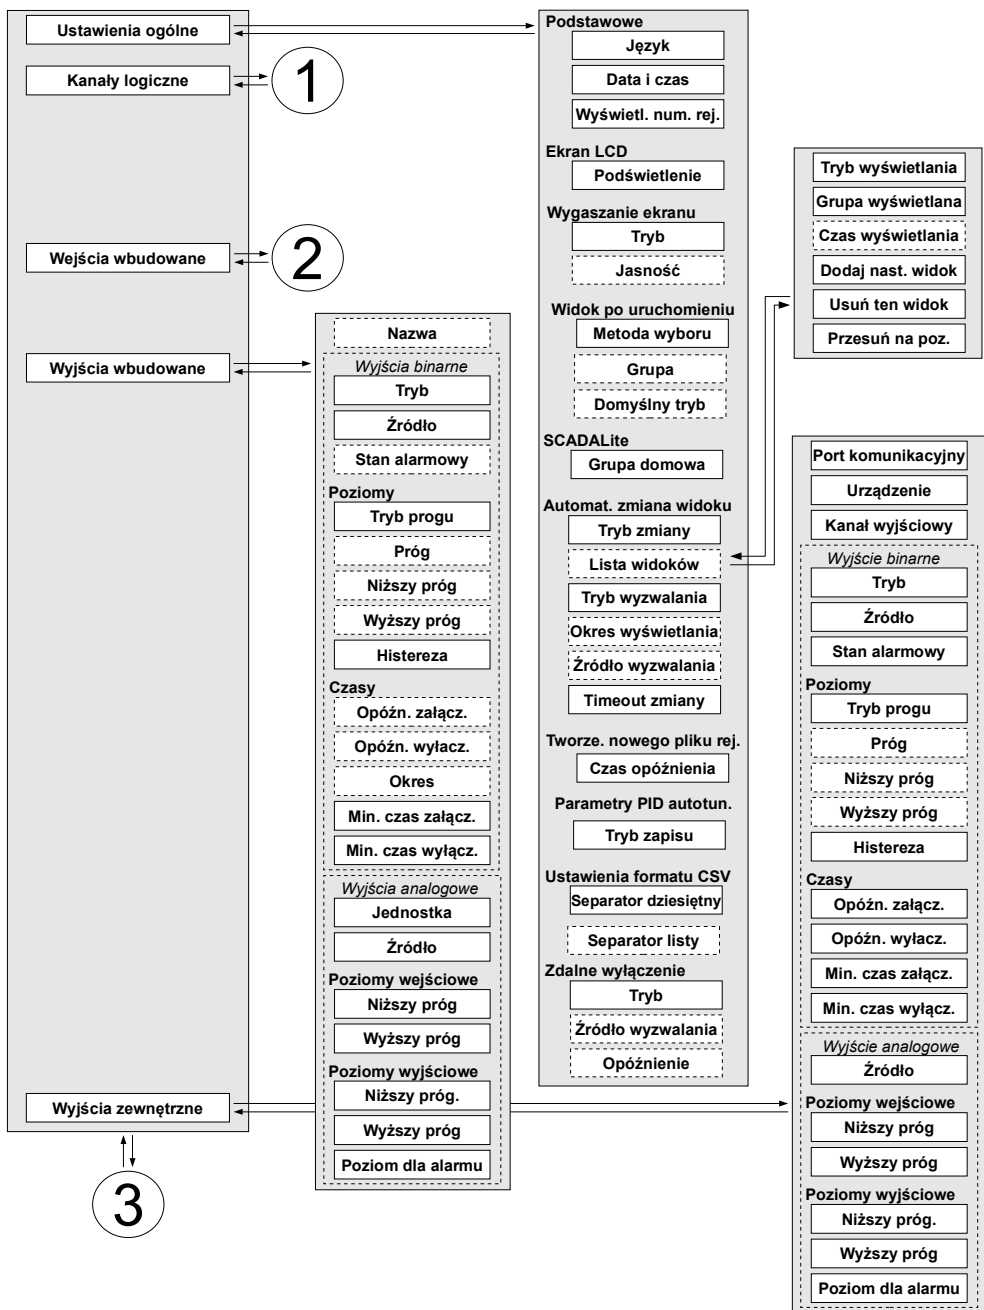 Ustawienia ogólne
Kanały logiczne
1
Wejścia wbudowane
2
Wyjścia wbudowane
Wyjścia zewnętrzne
3
Nazwa
Wyjścia binarne
Tryb
Źródło
Stan alarmowy
Poziomy
Tryb progu
Próg
Niższy próg
Wyższy próg
Histereza
Czasy
Opóźn. załącz.
Opóźn. wyłacz.
Okres
Min. czas załącz.
Min. czas wyłącz.
Wyjścia analogowe
Jednostka
Źródło
Poziomy wejściowe
Niższy próg
Wyższy próg
Poziomy wyjściowe
Niższy próg.
Wyższy próg
Poziom dla alarmu
Podstawowe
Język
Data i czas
Wyświetl. num. rej.
Ekran LCD
Podświetlenie
Wygaszanie ekranu
Tryb
Jasność
Widok po uruchomieniu
Metoda wyboru
Grupa
Domyślny tryb
SCADALite
Grupa domowa
Automat. zmiana widoku
Tryb zmiany
Lista widoków
Tryb wyzwalania
Okres wyświetlania
Źródło wyzwalania
Timeout zmiany
Tworze. nowego pliku rej.
Czas opóźnienia
Parametry PID autotun.
Tryb zapisu
Ustawienia formatu CSV
Separator dziesiętny
Separator listy
Zdalne wyłączenie
Tryb
Źródło wyzwalania
Opóźnienie
Tryb wyświetlania
Grupa wyświetlana
Czas wyświetlania
Dodaj nast. widok
Usuń ten widok
Przesuń na poz.
Port komunikacyjny
Urządzenie
Kanał wyjściowy
Wyjście binarne
Tryb
Źródło
Stan alarmowy
Poziomy
Tryb progu
Próg
Niższy próg
Wyższy próg
Histereza
Czasy
Opóźn. załącz.
Opóźn. wyłacz.
Min. czas załącz.
Min. czas wyłącz.
Wyjście analogowe
Źródło
Poziomy wejściowe
Niższy próg
Wyższy próg
Poziomy wyjściowe
Niższy próg.
Wyższy próg
Poziom dla alarmu